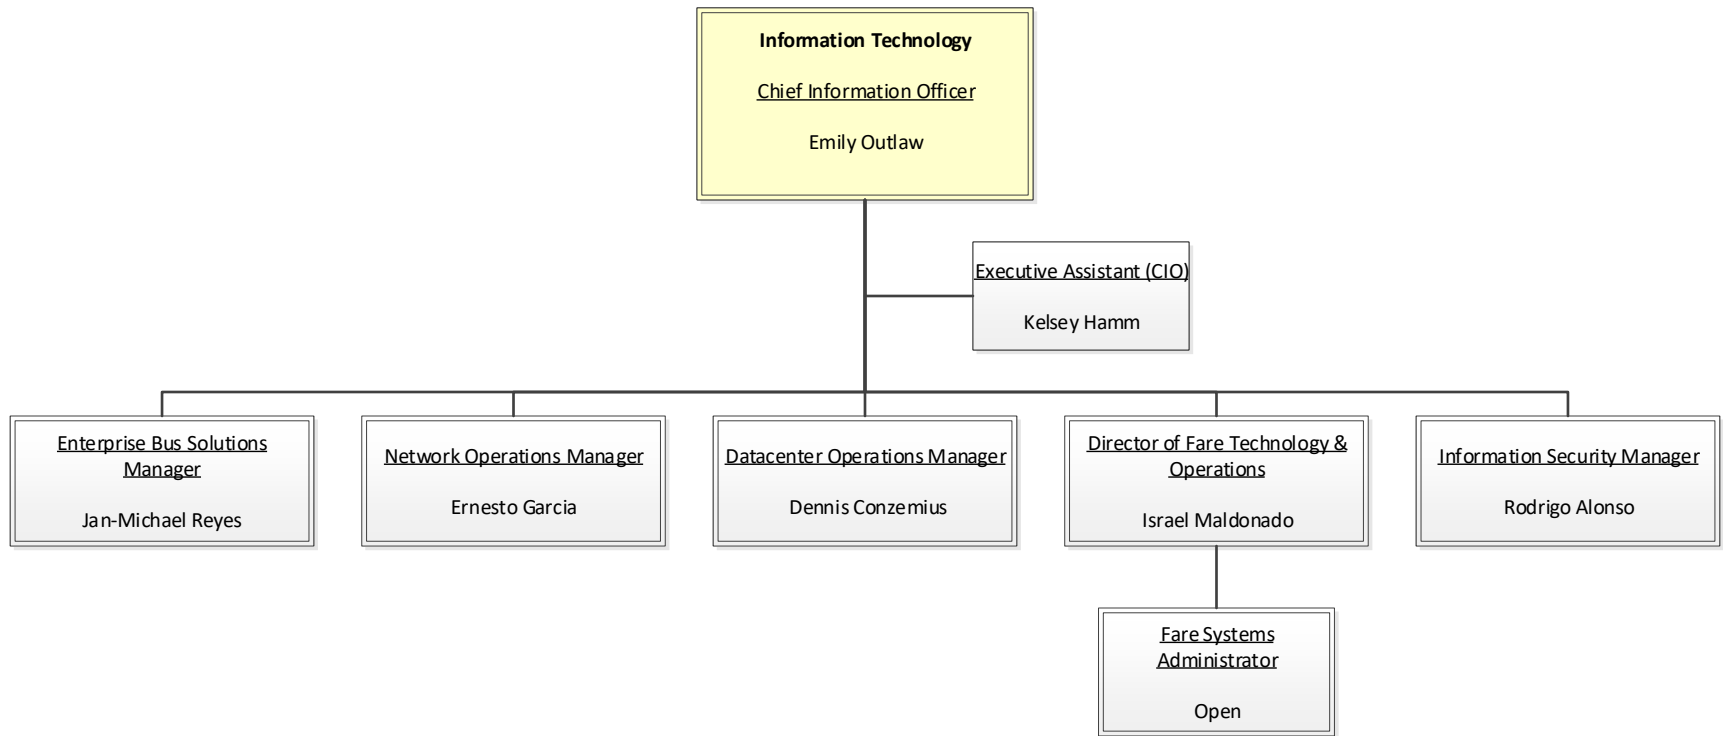 Information Technology
Chief Information Officer
Emily Outlaw
Executive Assistant (CIO)
Kelsey Hamm
Enterprise Bus Solutions
Manager
Jan-Michael Reyes
Network Operations Manager
Ernesto Garcia
Datacenter Operations Manager
Dennis Conzemius
Director of Fare Technology &
Operations
Israel Maldonado
Information Security Manager
Rodrigo Alonso
Fare Systems
Administrator
Open